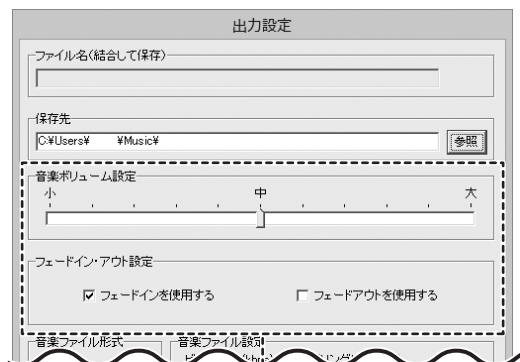 出力設定
ファイル名(結合して保存)
保存先
C:¥Users¥ ¥Music¥
参照
音楽ボリューム設定
小 中 大
フェードイン・アウト設定
フェードインを使用する フェードアウトを使用する
音楽ファイル形式 音楽ファイル設定